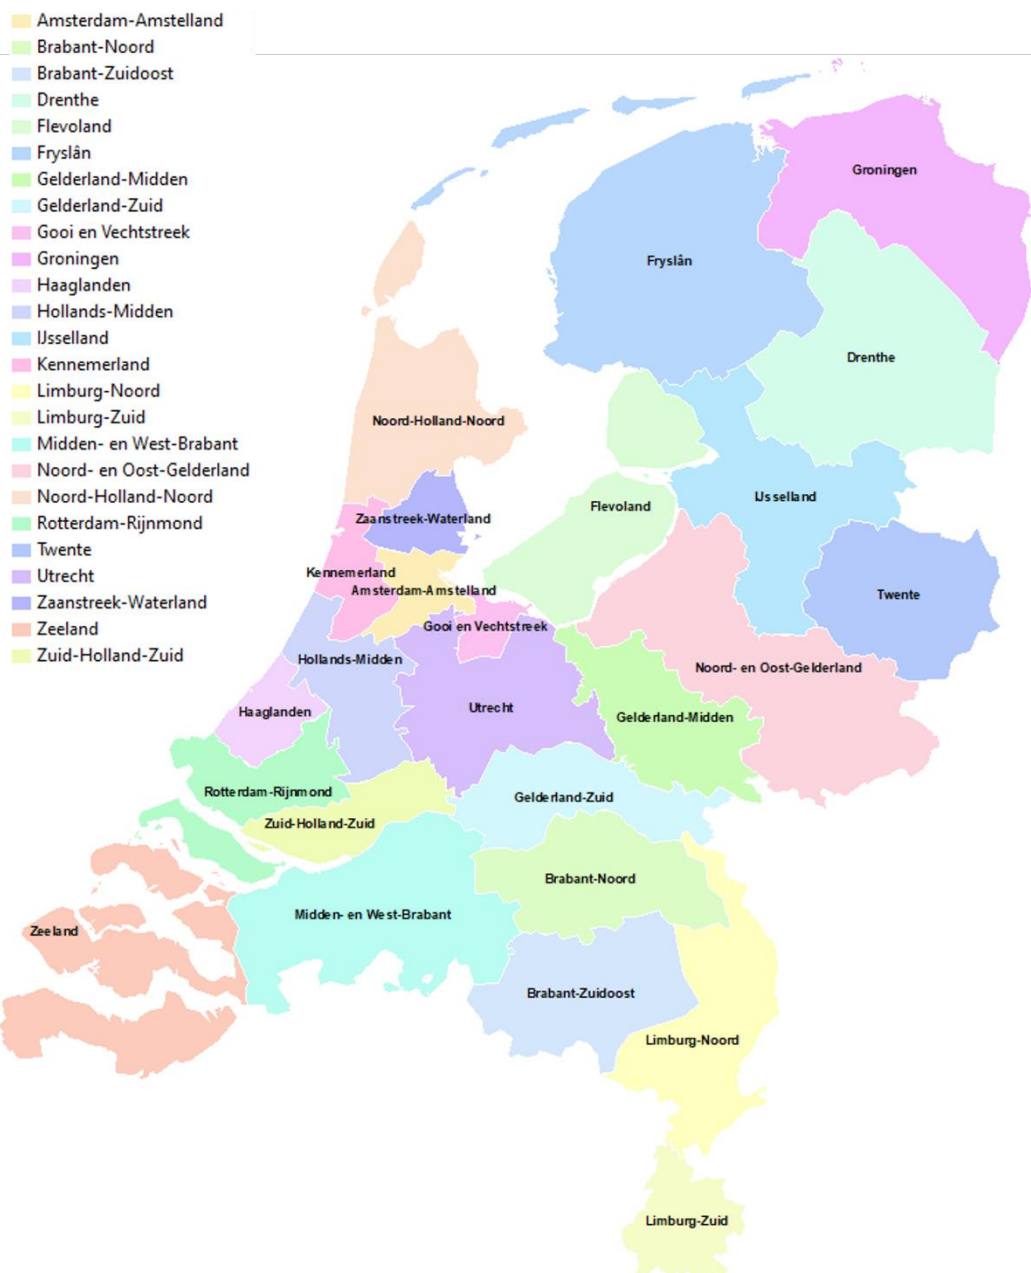 Amsterdam-Amstelland
Brabant-Noord
Brabant-Zuidoost
Drenthe
Flevoland
Fryslân
Gelderland-Midden
Gelderland-Zuid
Gooi en Vechtstreek
Groningen
Haaglanden
Hollands-Midden
IJsselland
Kennemerland
Limburg-Noord
Limburg-Zuid
Midden- en West-Brabant
Noord- en Oost-Gelderland
Noord-Holland-Noord
Rotterdam-Rijnmond
Twente
Utrecht
Zaanstreek-Waterland
Zeeland
Zuid-Holland-Zuid
Groningen
Fryslân
Drenthe
Noord-Holland-Noord
IJsselland
Flevoland
Zaanstreek-Waterland
Kennemerland
Amsterdam-Amstelland
Twente
Gooi en Vechtstreek
Hollands-Midden
Noord- en Oost-Gelderland
Utrecht
Haaglanden
Gelderland-Midden
Rotterdam-Rijnmond
Gelderland-Zuid
Zuid-Holland-Zuid
Brabant-Noord
Midden- en West-Brabant
Zeeland
Brabant-Zuidoost
Limburg-Noord
Limburg-Zuid